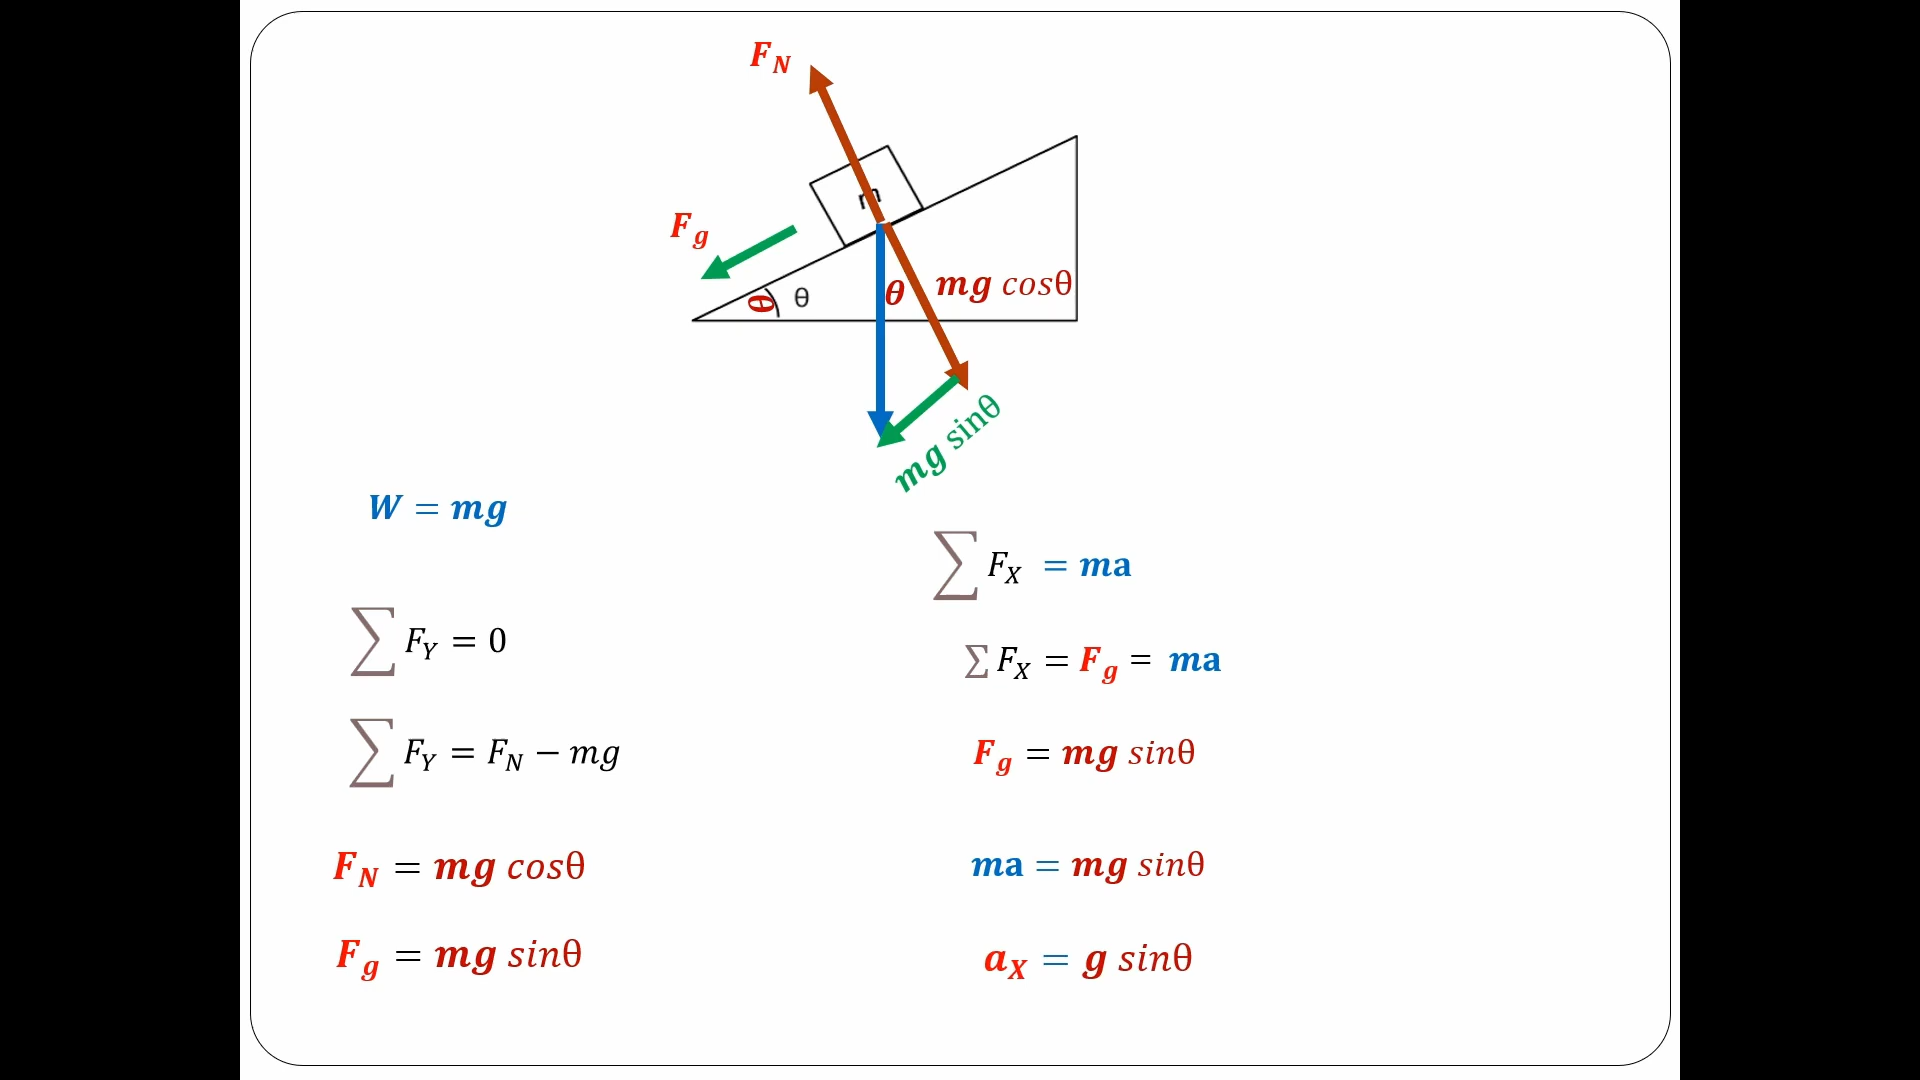 F_N
m
F_g
mg cosθ
θ θ θ
mg sinθ
W = mg
∑ F_Y = 0
∑ F_Y = F_N − mg
F_N = mg cosθ
F_g = mg sinθ
∑ F_X = ma
∑ F_X = F_g = ma
F_g = mg sinθ
ma = mg sinθ
a_X = g sinθ